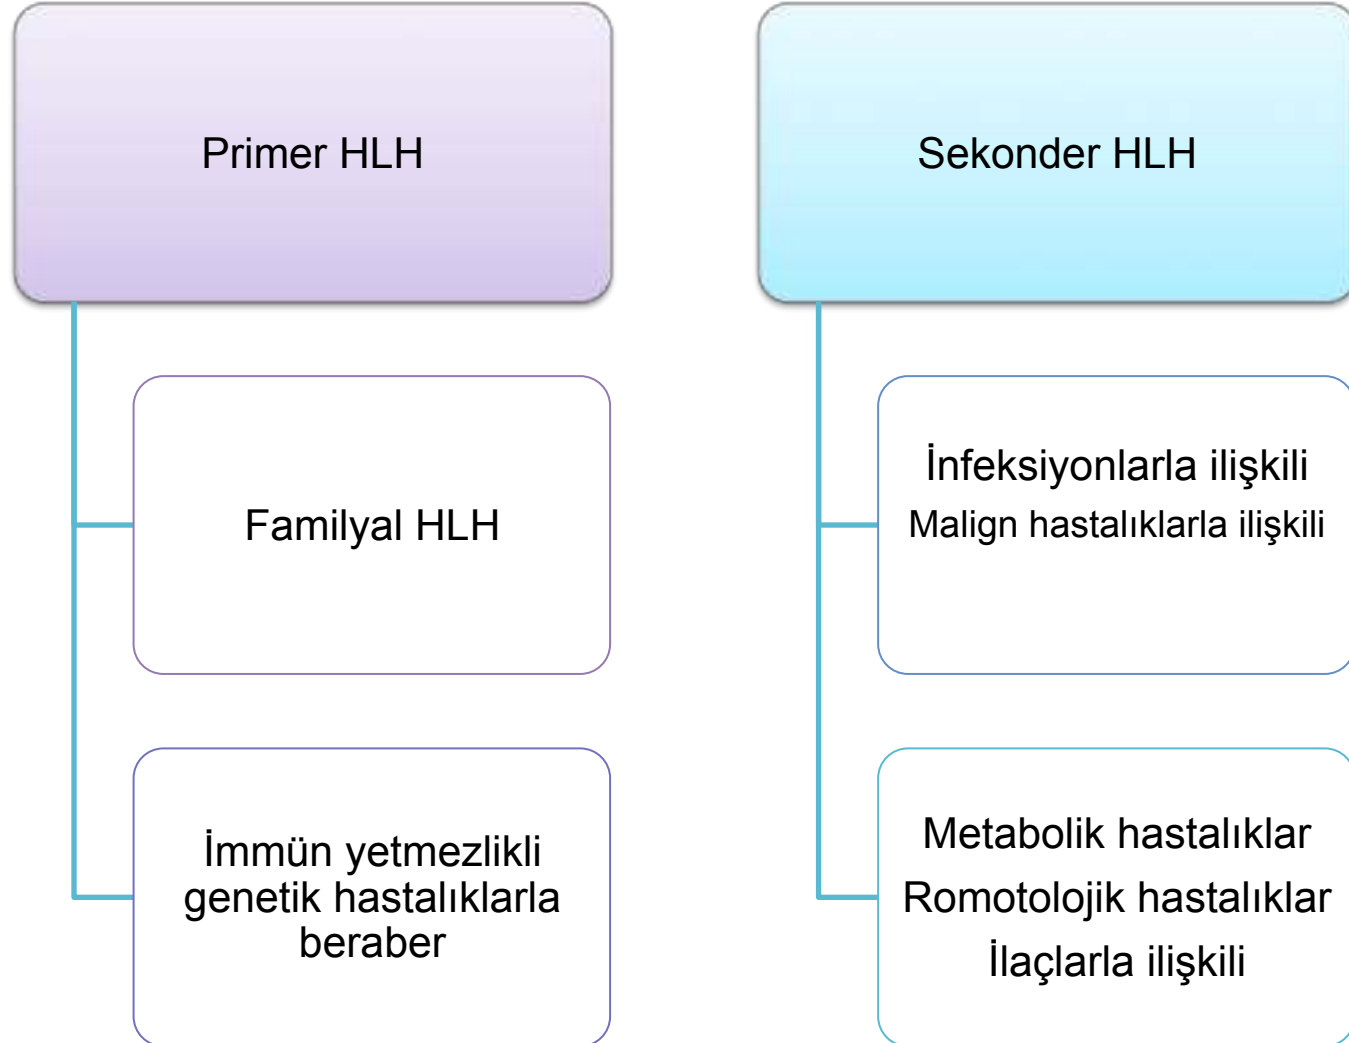 Primer HLH
Familyal HLH
İmmün yetmezlikli
genetik hastalıklarla
beraber
Sekonder HLH
İnfeksiyonlarla ilişkili
Malign hastalıklarla ilişkili
Metabolik hastalıklar
Romotolojik hastalıklar
İlaçlarla ilişkili